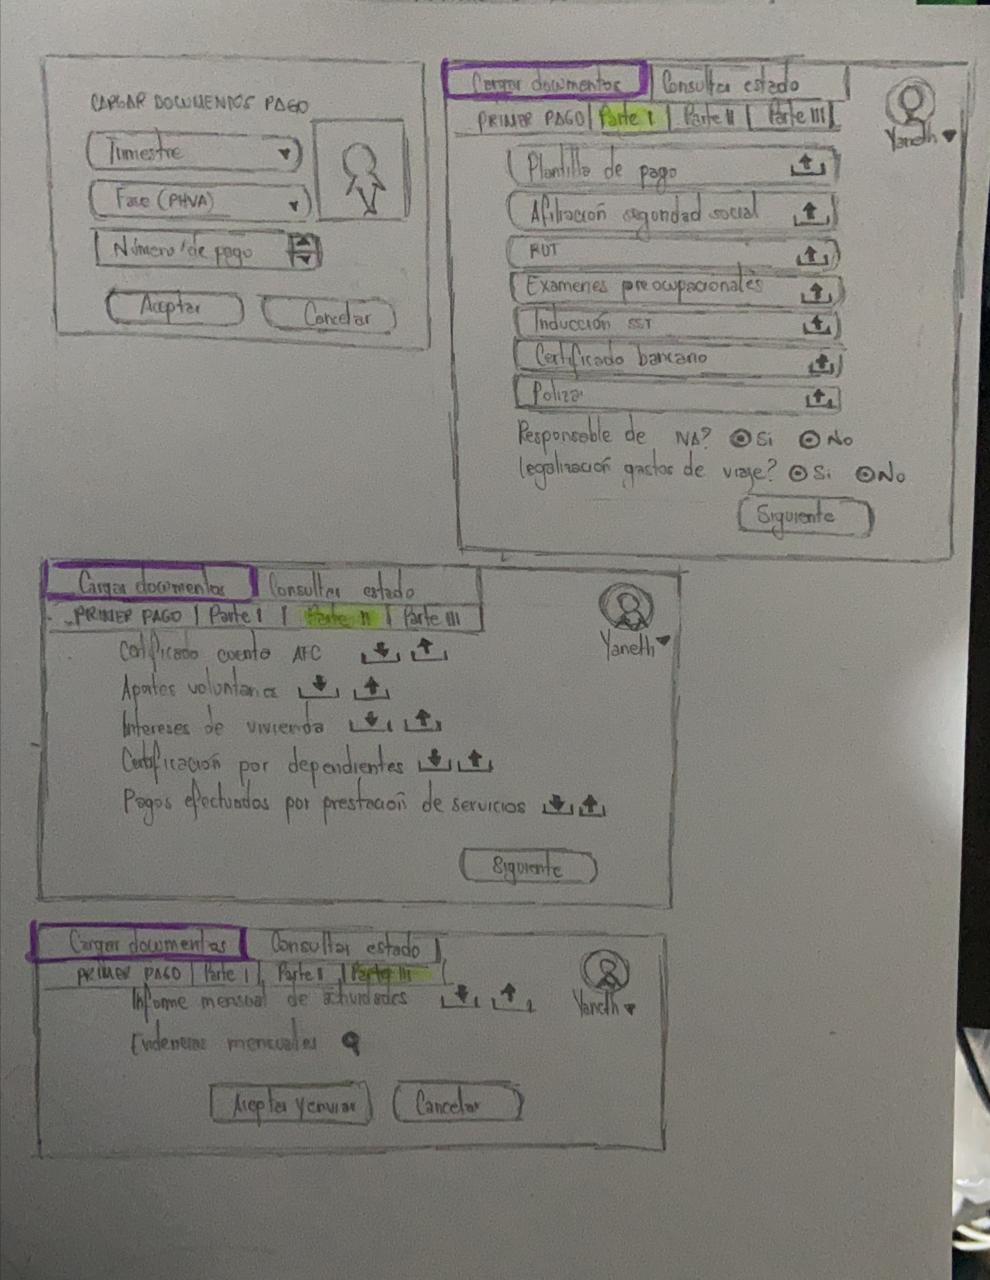 CARGAR DOCUMENTOS PAGO
Trimestre
Fase (PHVA)
Número de pago
Aceptar Cancelar
Cargar documentos Consultar estado
PRIMER PAGO | Parte I | Parte II | Parte III
Yaneth
Plantilla de pago
Afiliación seguridad social
RUT
Examenes preocupacionales
Inducción SST
Certificado bancario
Poliza
Responsable de IVA? Si No
legalización gastos de viaje? Si No
Siguiente
Cargar documentos Consultar estado
PRIMER PAGO | Parte I | Parte II | Parte III
Yaneth
Certificado cuenta AFC
Aportes voluntarios
Intereses de vivienda
Certificación por dependientes
Pagos efectuados por prestación de servicios
Siguiente
Cargar documentos Consultar estado
PRIMER PAGO | Parte I | Parte II | Parte III
Yaneth
Informe mensual de actividades
Evidencias mensuales
Aceptar y enviar Cancelar